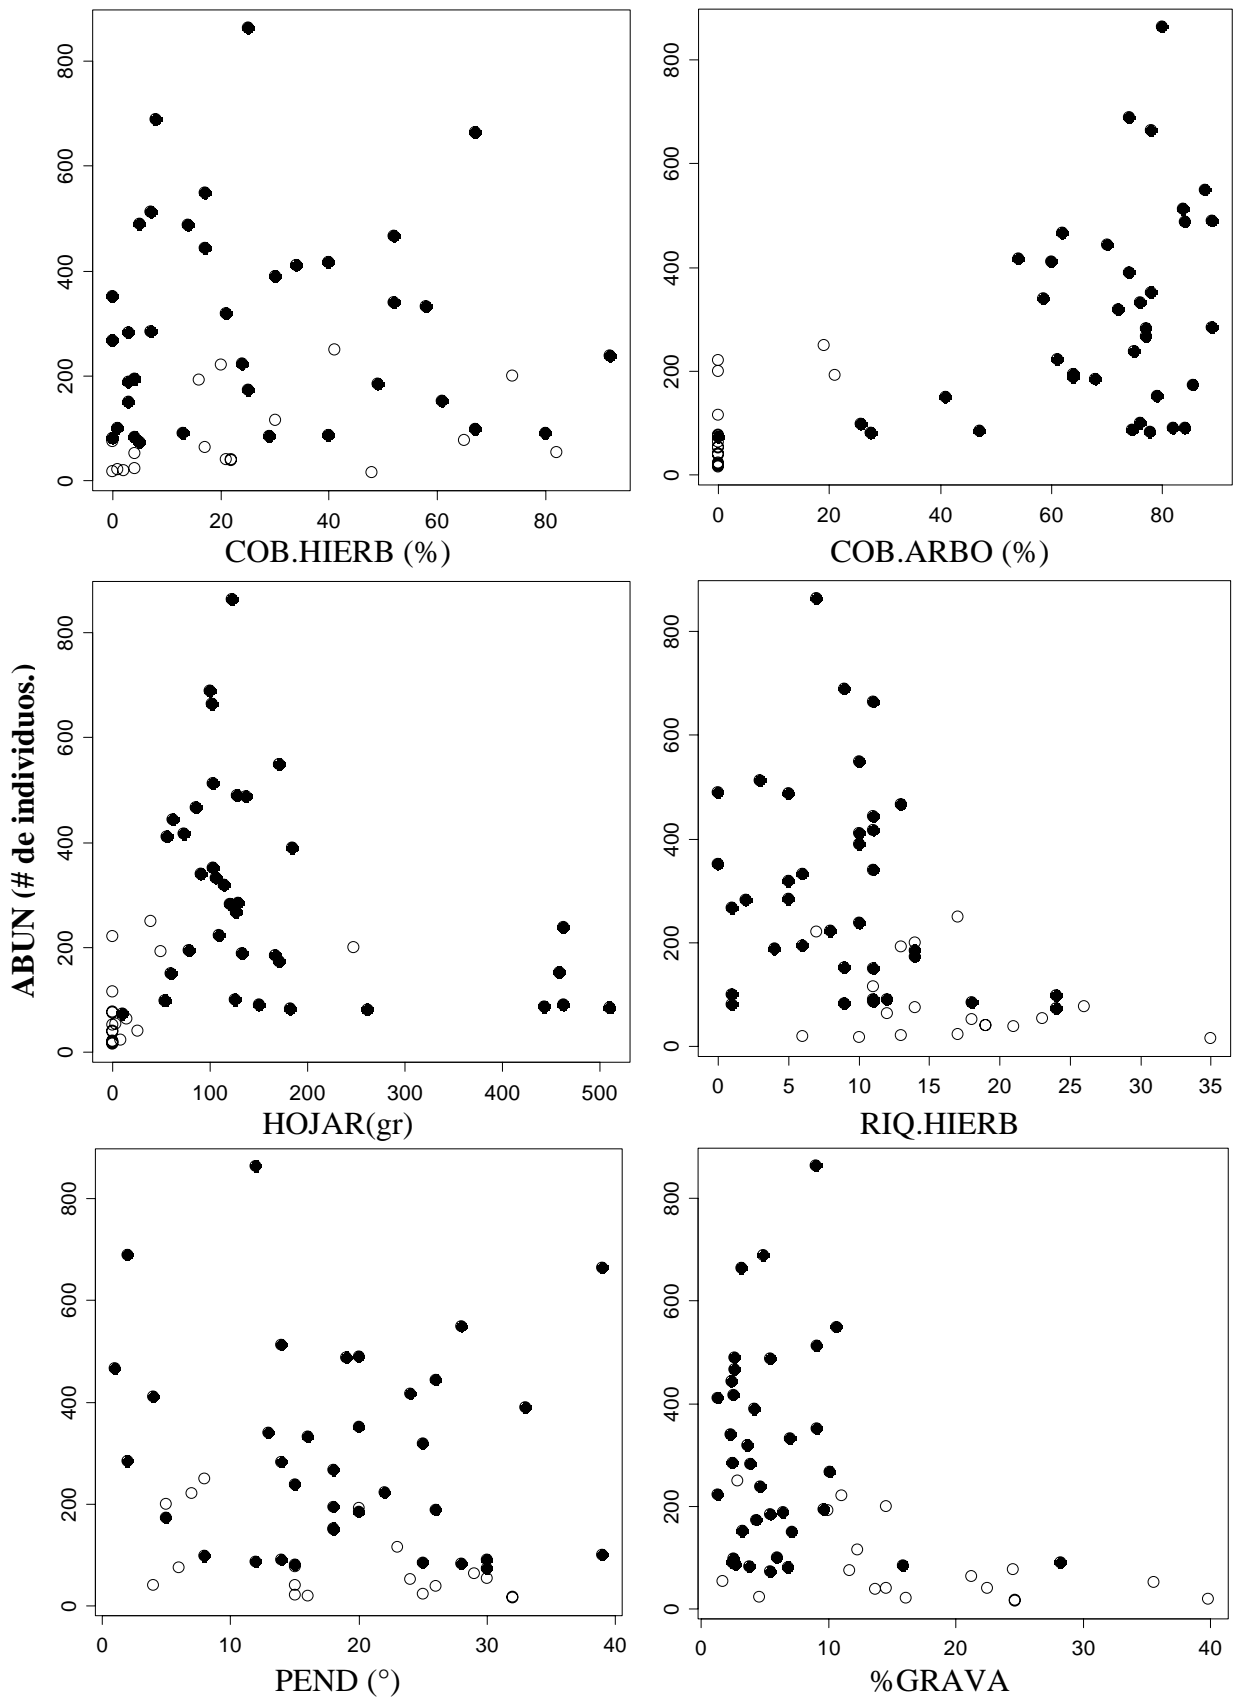 800
600
400
200
0
0 20 40 60 80
COB.HIERB (%)
800
600
400
200
0
0 20 40 60 80
COB.ARBO (%)
ABUN (# de individuos.)
800
600
400
200
0
0 100 200 300 400 500
HOJAR(gr)
800
600
400
200
0
0 5 10 15 20 25 30 35
RIQ.HIERB
800
600
400
200
0
0 10 20 30 40
PEND (°)
800
600
400
200
0
0 10 20 30 40
%GRAVA